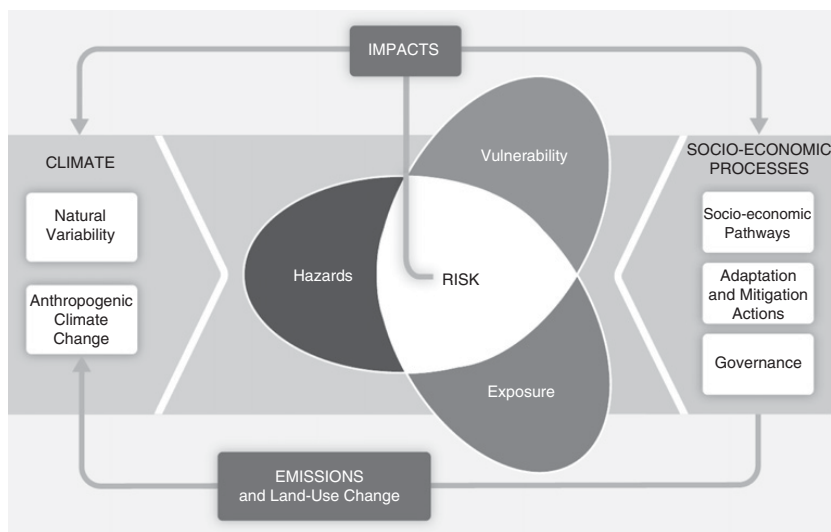 IMPACTS
CLIMATE
Natural
Variability
Anthropogenic
Climate
Change
Vulnerability
Hazards
RISK
Exposure
SOCIO-ECONOMIC
PROCESSES
Socio-economic
Pathways
Adaptation
and Mitigation
Actions
Governance
EMISSIONS
and Land-Use Change